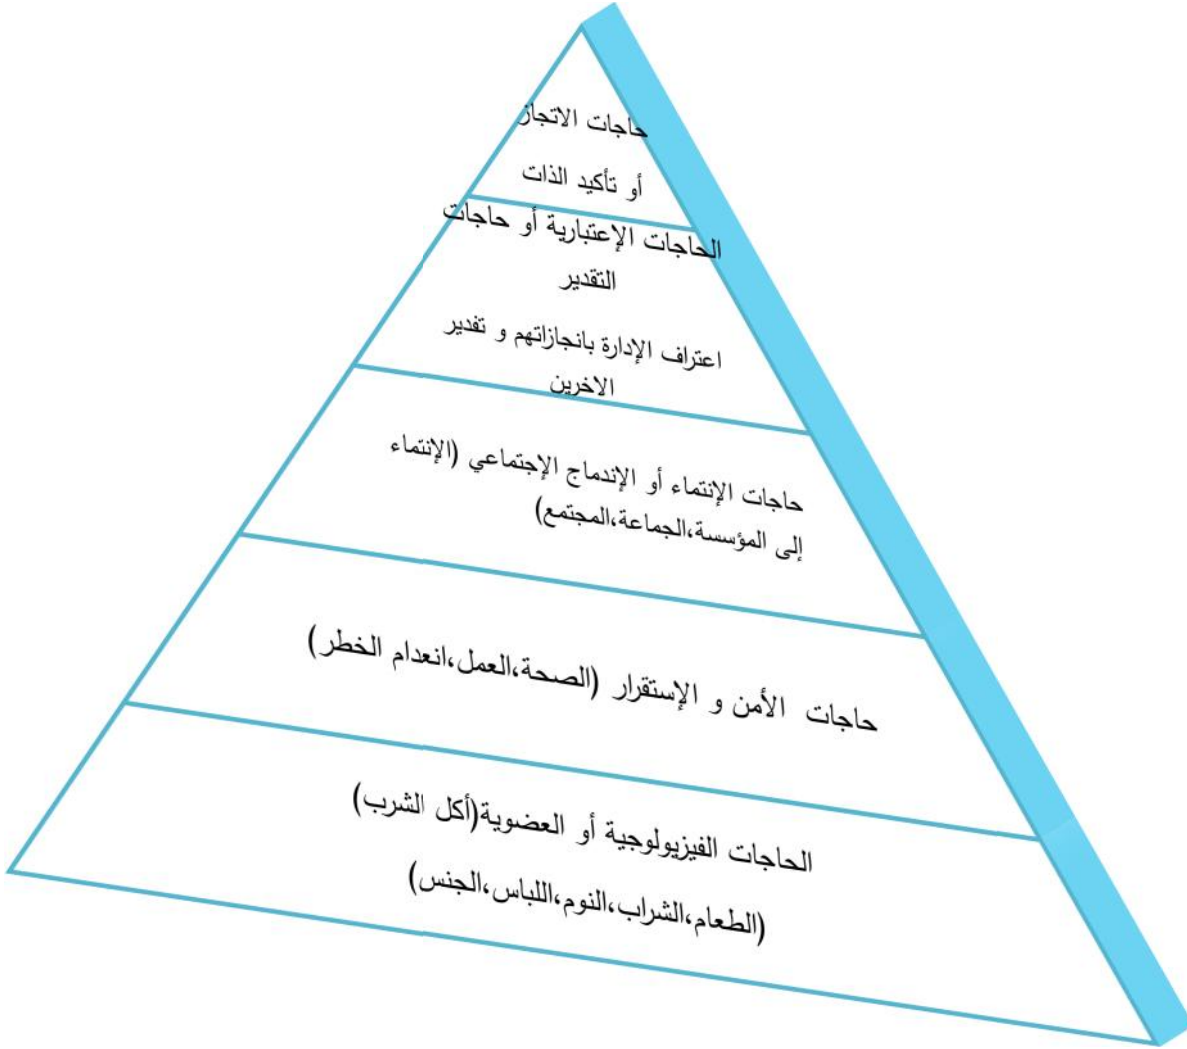 حاجات الاتجاز
أو تأكيد الذات
الحاجات الإعتبارية أو حاجات
التقدير
اعتراف الإدارة بانجازاتهم و تفدير
الاخرين
حاجات الإنتماء أو الإندماج الإجتماعي (الإنتماء
إلى المؤسسة،الجماعة،المجتمع)
حاجات الأمن و الإستقرار (الصحة،العمل،انعدام الخطر)
الحاجات الفيزيولوجية أو العضوية(أكل الشرب)
(الطعام،الشراب،النوم،اللباس،الجنس)